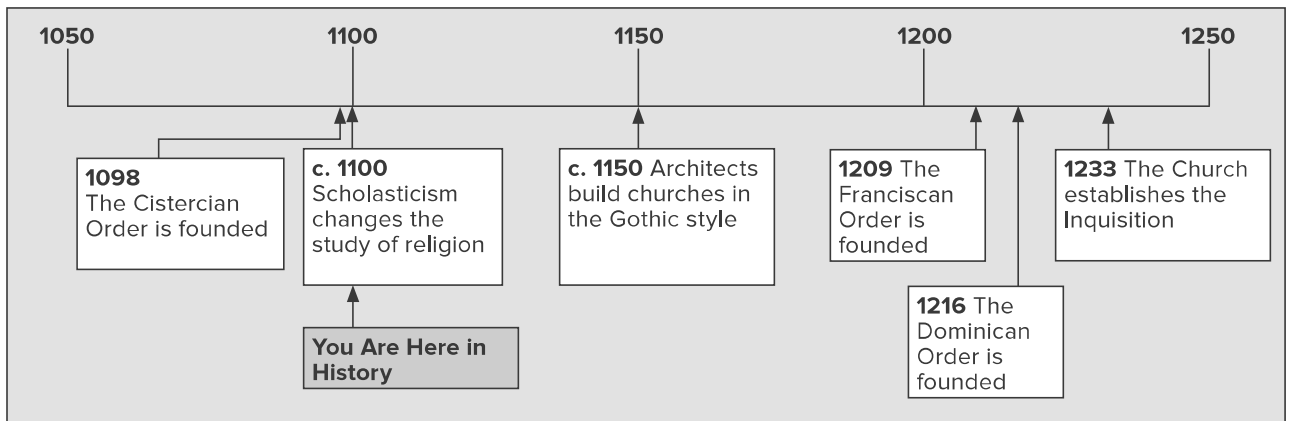 1050
1100
1150
1200
1250
1098
The Cistercian
Order is founded
c. 1100
Scholasticism
changes the
study of religion
You Are Here in
History
c. 1150 Architects
build churches in
the Gothic style
1209 The
Franciscan
Order is
founded
1216 The
Dominican
Order is
founded
1233 The Church
establishes the
Inquisition